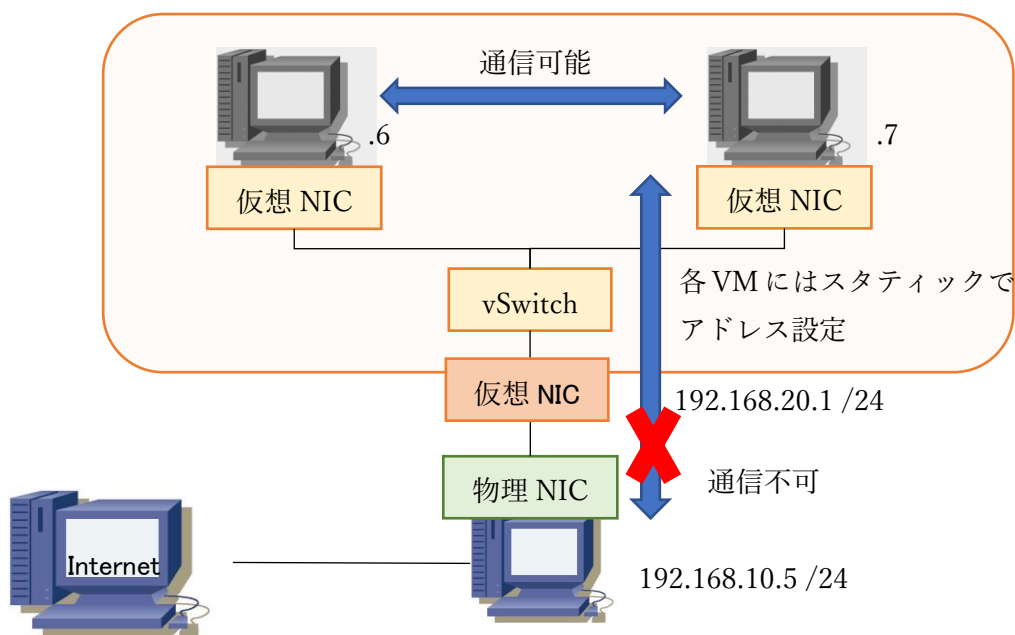 通信可能
.6
.7
仮想 NIC
仮想 NIC
各 VM にはスタティックで
アドレス設定
vSwitch
仮想 NIC
192.168.20.1 /24
物理 NIC
通信不可
Internet
192.168.10.5 /24